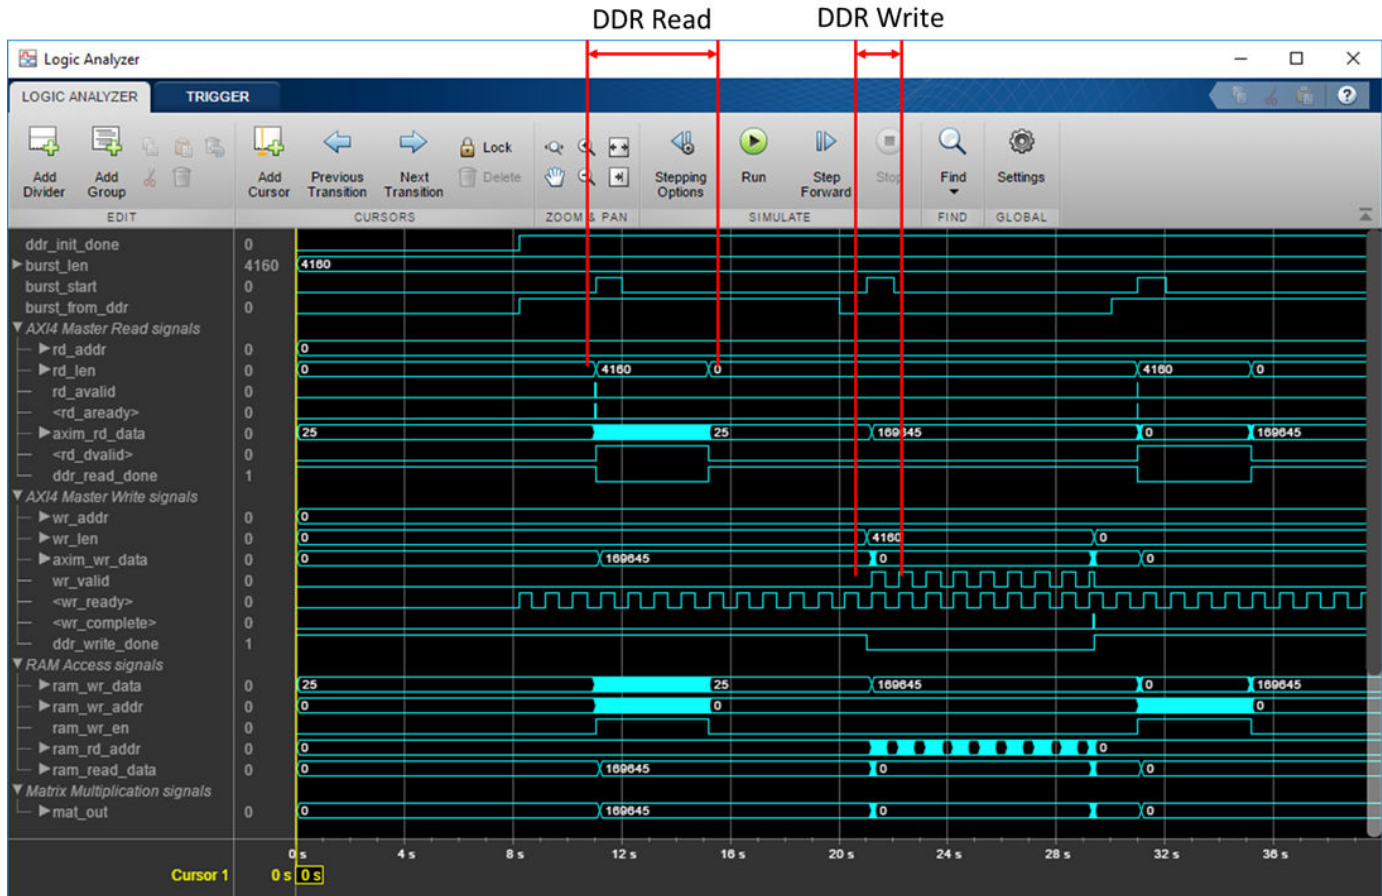 DDR Read DDR Write
Logic Analyzer
LOGIC ANALYZER TRIGGER
Lock
Delete
Add Divider
Add Group
Add Cursor
Previous Transition
Next Transition
Stepping Options
Run
Step Forward
Stop
Find
Settings
EDIT CURSORS ZOOM & PAN SIMULATE FIND GLOBAL
ddr_init_done 0
burst_len 4160 4160
burst_start 0
burst_from_ddr 0
AXI4 Master Read signals
rd_addr 0 0
rd_len 0 0 4160 0 4160 0
rd_avalid 0
<rd_aready> 0
axim_rd_data 0 25 25 169645 0 169645
<rd_dvalid> 0
ddr_read_done 1
AXI4 Master Write signals
wr_addr 0 0
wr_len 0 0 4160 0
axim_wr_data 0 0 169645 0 0
wr_valid 0
<wr_ready> 0
<wr_complete> 0
ddr_write_done 1
RAM Access signals
ram_wr_data 0 25 25 169645 0 169645
ram_wr_addr 0 0 0 0
ram_wr_en 0
ram_rd_addr 0 0 0
ram_read_data 0 0 169645 0 0
Matrix Multiplication signals
mat_out 0 0 169645 0 0
0 s 4 s 8 s 12 s 16 s 20 s 24 s 28 s 32 s 36 s
Cursor 1 0 s 0 s